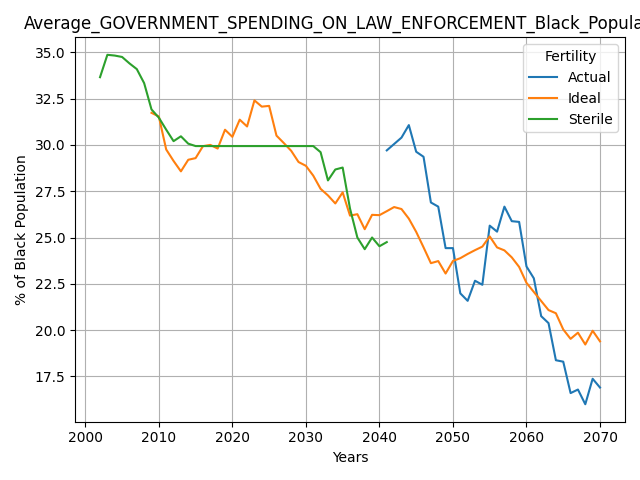 Average_GOVERNMENT_SPENDING_ON_LAW_ENFORCEMENT_Black_Popula
Fertility
Actual
Ideal
Sterile
% of Black Population
35.0
32.5
30.0
27.5
25.0
22.5
20.0
17.5
2000
2010
2020
2030
2040
2050
2060
2070
Years